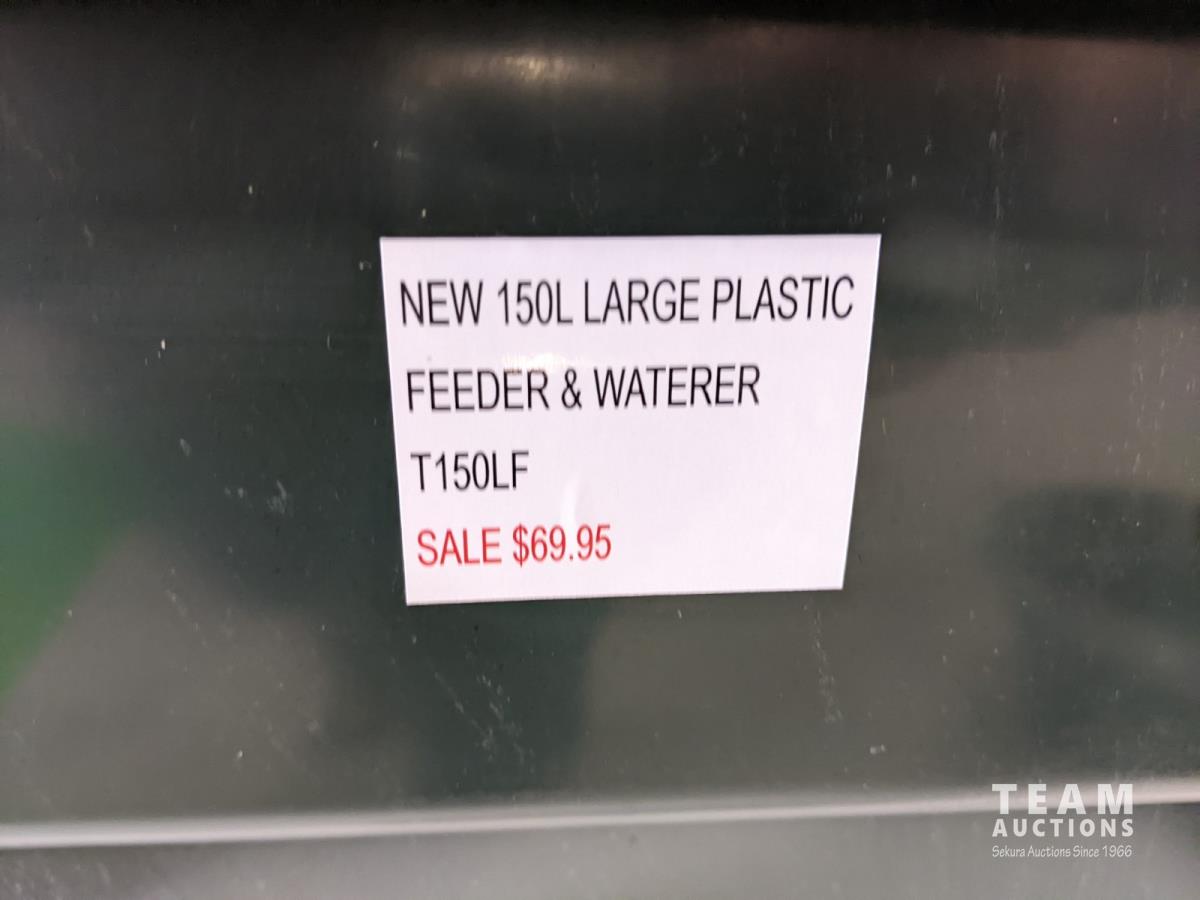 NEW 150L LARGE PLASTIC
FEEDER & WATERER
T150LF
SALE $69.95
TEAM
AUCTIONS
Sekura Auctions Since 1966